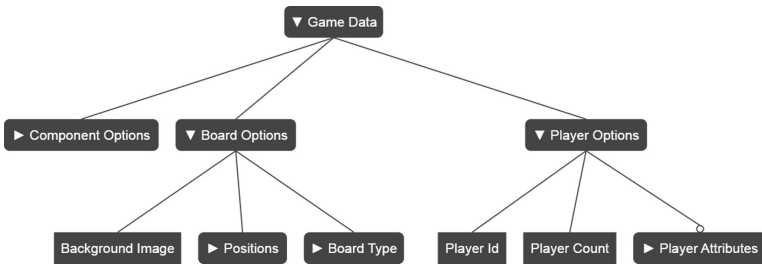 ▼ Game Data
► Component Options
▼ Board Options
▼ Player Options
Background Image
► Positions
► Board Type
Player Id
Player Count
► Player Attributes